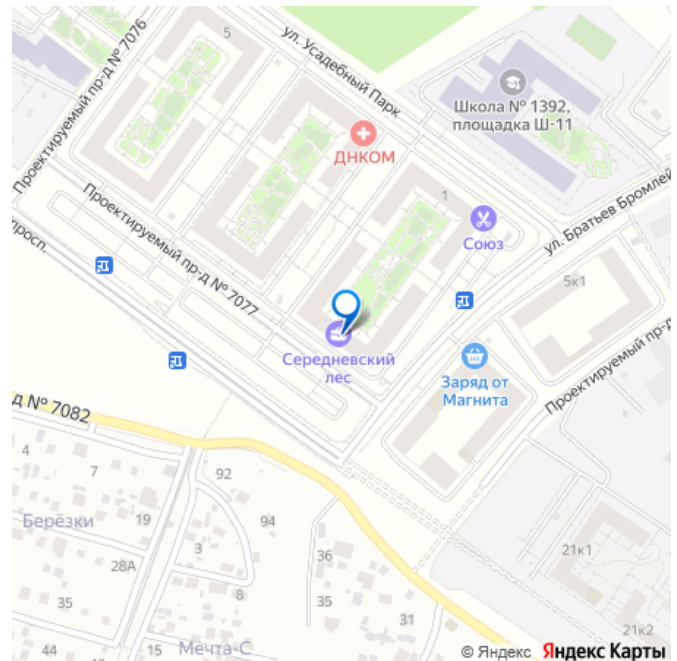 Проектируемый пр-д № 7076
5
ул. Усадебный Парк
Школа № 1392,
площадка Ш-11
ДНКОМ
1
Союз
ул. Братьев Бромлей
Проектируемый пр-д № 7077
просп.
5к1
Середневский
лес
Заряд от
Магнита
Проектируемый пр-д
д № 7082
4
7
92
Берёзки
19
94
3
36
21к1
28А
8
35
35
31
21к2
44
15
Мечта-С
© Яндекс Яндекс Карты